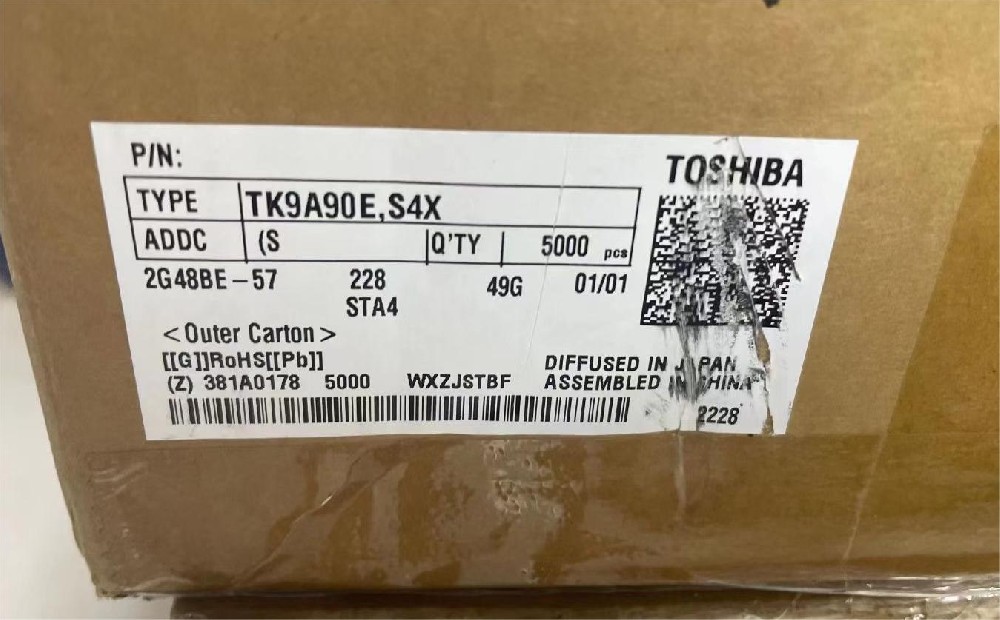 P/N:
TOSHIBA
TYPE TK9A90E,S4X
ADDC (S Q'TY 5000 pcs
2G48BE-57 228 49G 01/01
STA4
<Outer Carton>
[[G]]RoHS[[Pb]]
DIFFUSED IN JAPAN
(Z) 381A0178 5000 WXZJSTBF ASSEMBLED IN CHINA
2228